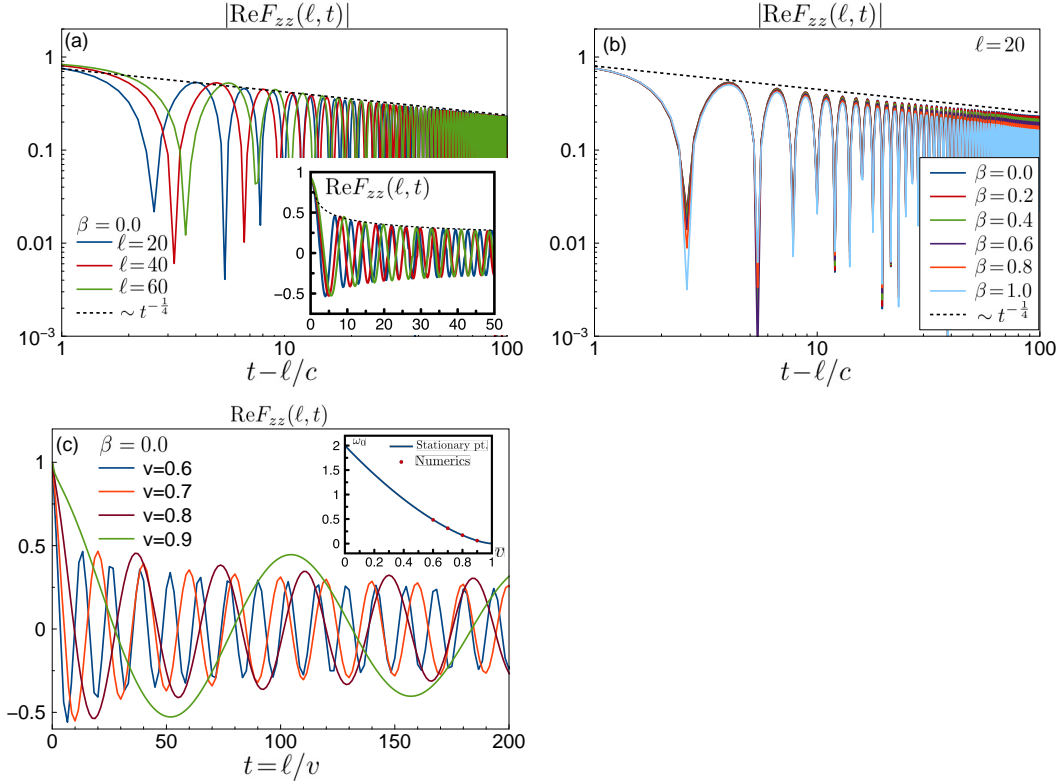 |ReF_zz(ℓ, t)|
(a)
1
0.1
0.01
10^-3
β = 0.0
ℓ=20
ℓ=40
ℓ=60
∼ t^-1/4
ReF_zz(ℓ, t)
1
0.5
0
−0.5
0 10 20 30 40 50
1 10 100
t−ℓ/c
|ReF_zz(ℓ, t)|
(b)
ℓ=20
1
0.1
0.01
10^-3
β=0.0
β=0.2
β=0.4
β=0.6
β=0.8
β=1.0
∼ t^-1/4
1 10 100
t−ℓ/c
ReF_zz(ℓ, t)
(c)
β = 0.0
v=0.6
v=0.7
v=0.8
v=0.9
1
0.5
0
−0.5
ω_0
Stationary pt.
Numerics
2
1.5
1
0.5
0
0 0.2 0.4 0.6 0.8 1
v
0 50 100 150 200
t=ℓ/v